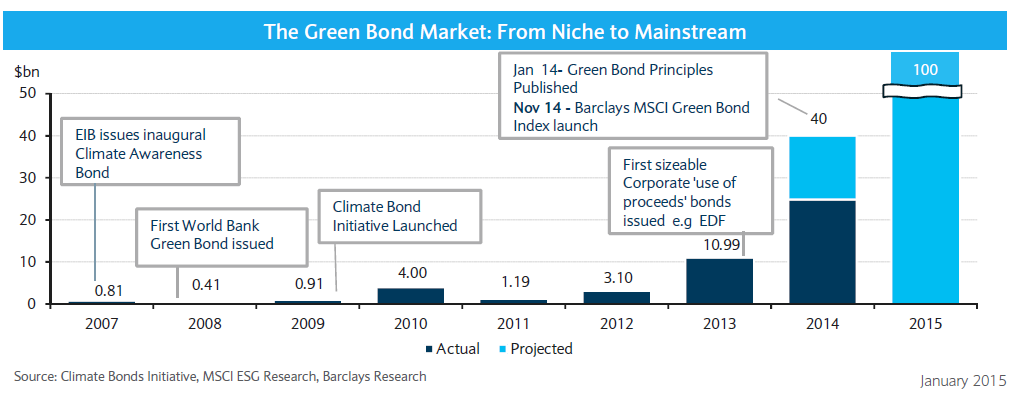 The Green Bond Market: From Niche to Mainstream
$bn
50
40
30
20
10
0
EIB issues inaugural
Climate Awareness
Bond
First World Bank
Green Bond issued
Climate Bond
Initiative Launched
First sizeable
Corporate 'use of
proceeds' bonds
issued e.g EDF
Jan 14- Green Bond Principles
Published
Nov 14 - Barclays MSCI Green Bond
Index launch
0.81
0.41
0.91
4.00
1.19
3.10
10.99
40
100
2007
2008
2009
2010
2011
2012
2013
2014
2015
Actual
Projected
Source: Climate Bonds Initiative, MSCI ESG Research, Barclays Research
January 2015